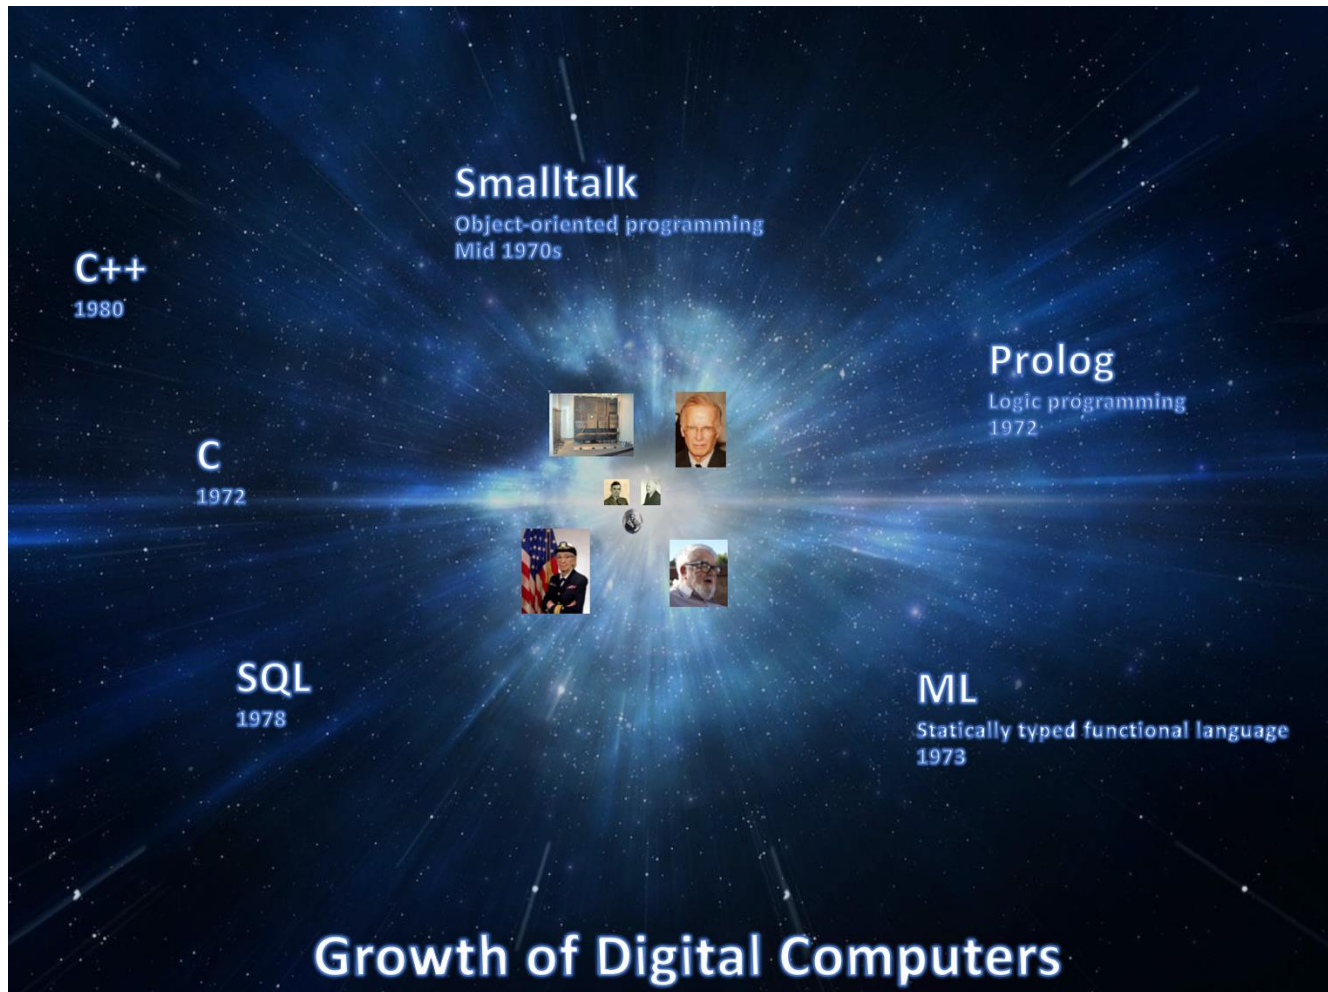 Smalltalk
Object-oriented programming
Mid 1970s
C++
1980
Prolog
Logic programming
1972
C
1972
SQL
1978
ML
Statically typed functional language
1973
Growth of Digital Computers